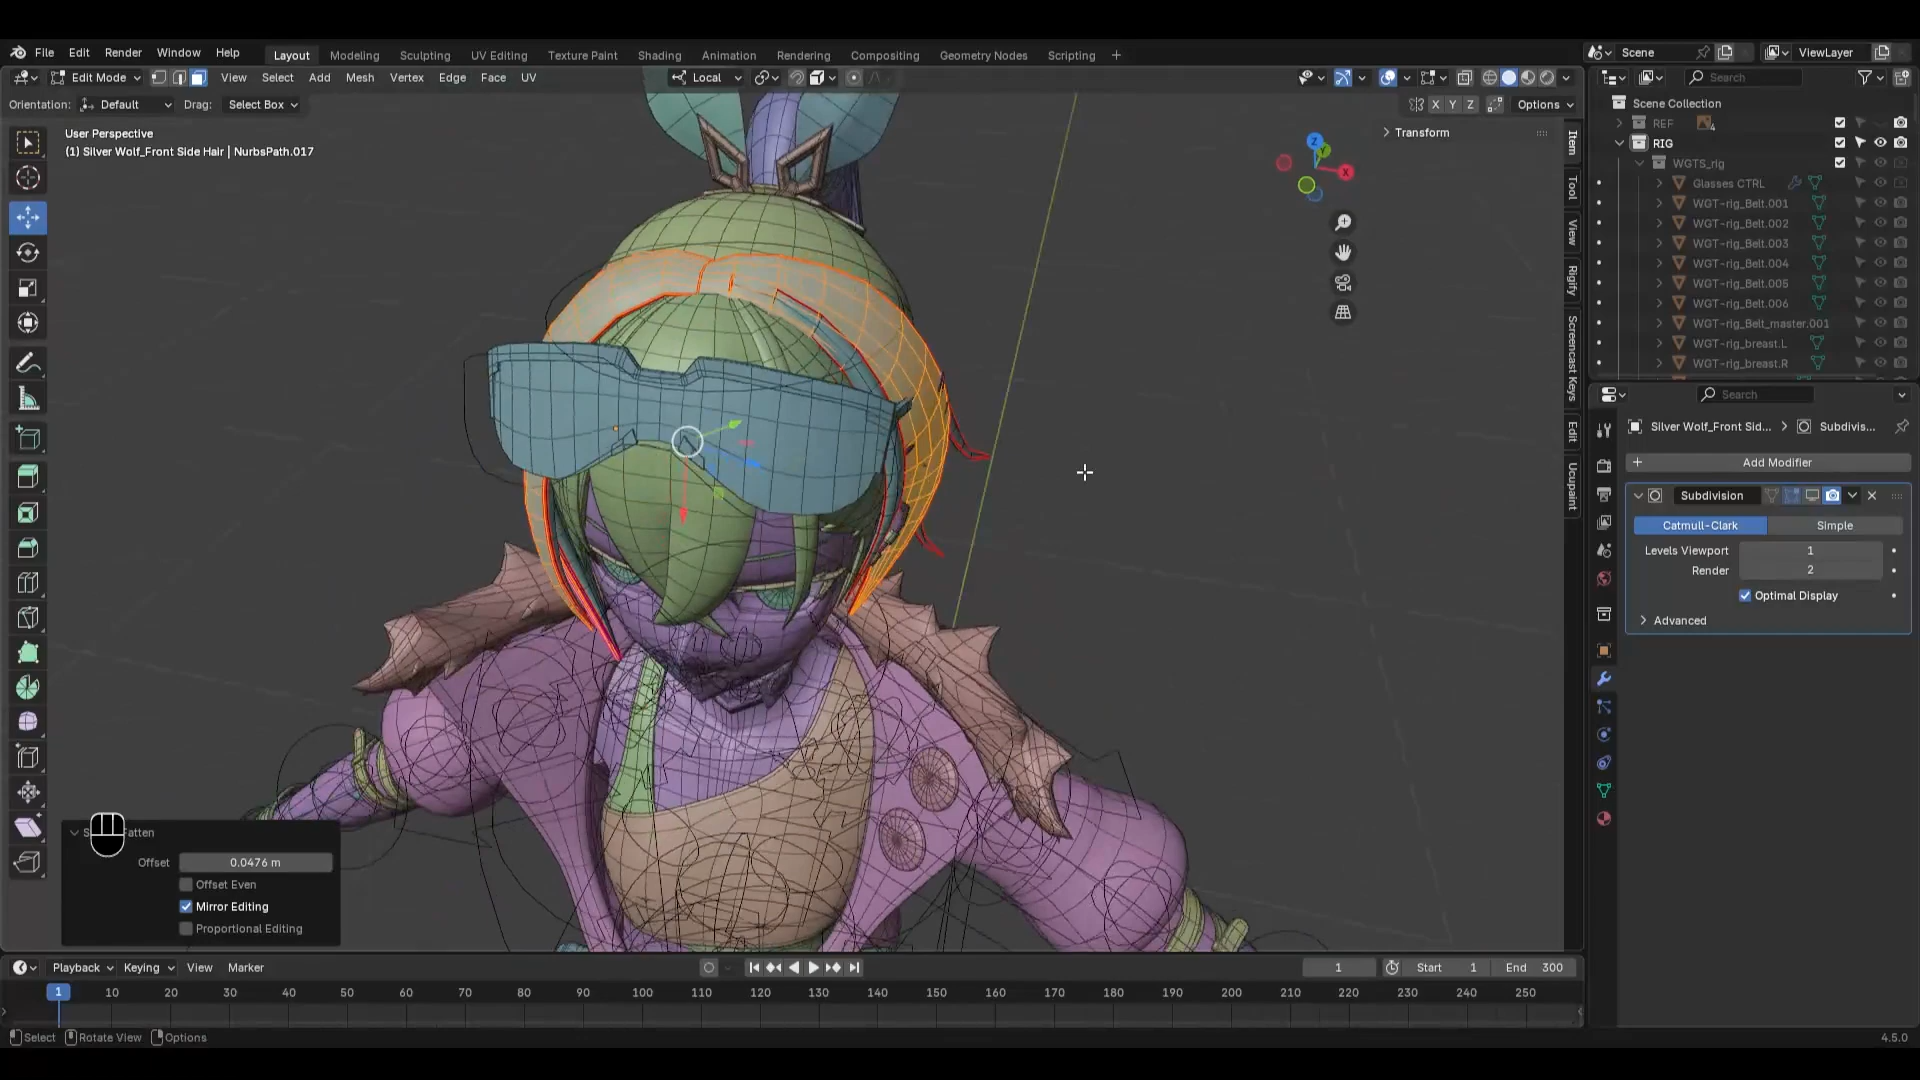 File Edit Render Window Help Layout Modeling Sculpting UV Editing Texture Paint Shading Animation Rendering Compositing Geometry Nodes Scripting + Scene ViewLayer
Edit Mode View Select Add Mesh Vertex Edge Face UV Local Search
Orientation: Default Drag: Select Box X Y Z Options
User Perspective
(1) Silver Wolf_Front Side Hair | NurbsPath.017
Transform
Z
Y
X
Item
Tool
View
Rigify
Screencast Keys
Edit
Ucupaint
Scene Collection
REF 4
RIG
WGTS_rig
Glasses CTRL
WGT-rig_Belt.001
WGT-rig_Belt.002
WGT-rig_Belt.003
WGT-rig_Belt.004
WGT-rig_Belt.005
WGT-rig_Belt.006
WGT-rig_Belt_master.001
WGT-rig_breast.L
WGT-rig_breast.R
Search
Silver Wolf_Front Sid... > Subdivis...
+ Add Modifier
Subdivision
Catmull-Clark Simple
Levels Viewport 1
Render 2
Optimal Display
Advanced
S atten
Offset 0.0476 m
Offset Even
Mirror Editing
Proportional Editing
Playback Keying View Marker 1 Start 1 End 300
1 10 20 30 40 50 60 70 80 90 100 110 120 130 140 150 160 170 180 190 200 210 220 230 240 250
Select Rotate View Options 4.5.0